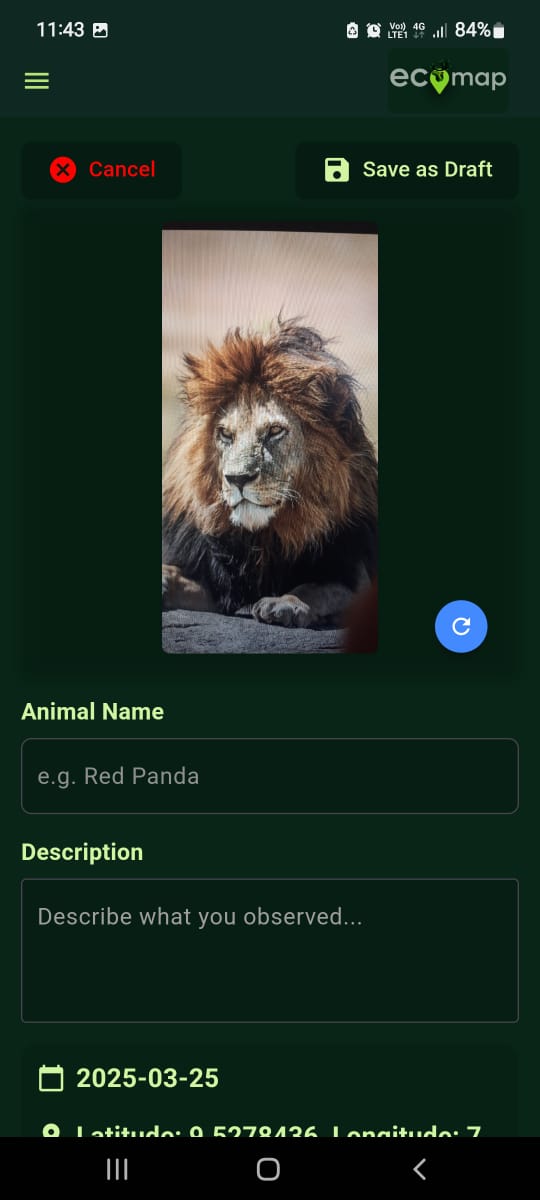 11:43
Vo)) LTE1 4G 84%
ecomap
Cancel
Save as Draft
Animal Name
e.g. Red Panda
Description
Describe what you observed...
2025-03-25
Latitude: 9.5278436, Longitude: 7